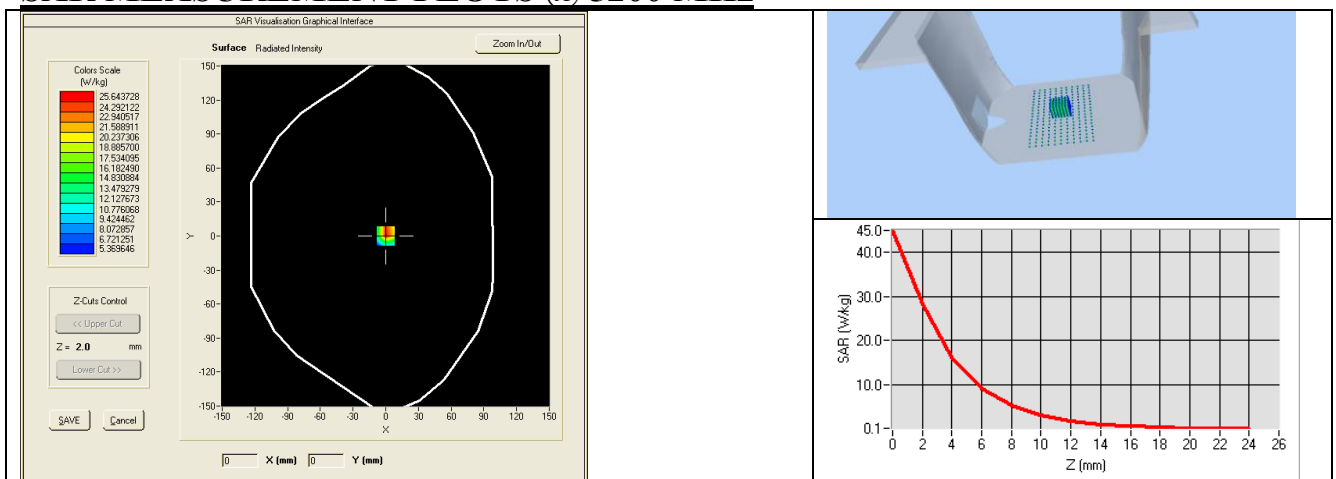 SAR MEASUREMENT PLOTS @ 5200 MHz
SAR Visualisation Graphical Interface
Surface Radiated Intensity
Zoom In/Out
Colors Scale
(W/kg)
25.643728
24.292122
22.940517
21.588911
20.237306
18.885700
17.534095
16.182490
14.830884
13.479279
12.127673
10.776068
9.424462
8.072857
6.721251
5.369646
Z-Cuts Control
<< Upper Cut
Z = 2.0 mm
Lower Cut >>
SAVE Cancel
150-
120-
90-
60-
30-
Y 0-
-30-
-60-
-90-
-120-
-150-
-150 -120 -90 -60 -30 0 30 60 90 120 150
X
0 X (mm) 0 Y (mm)
45.0-
40.0-
30.0-
20.0-
10.0-
0.1-
SAR (W/kg)
0 2 4 6 8 10 12 14 16 18 20 22 24 26
Z (mm)